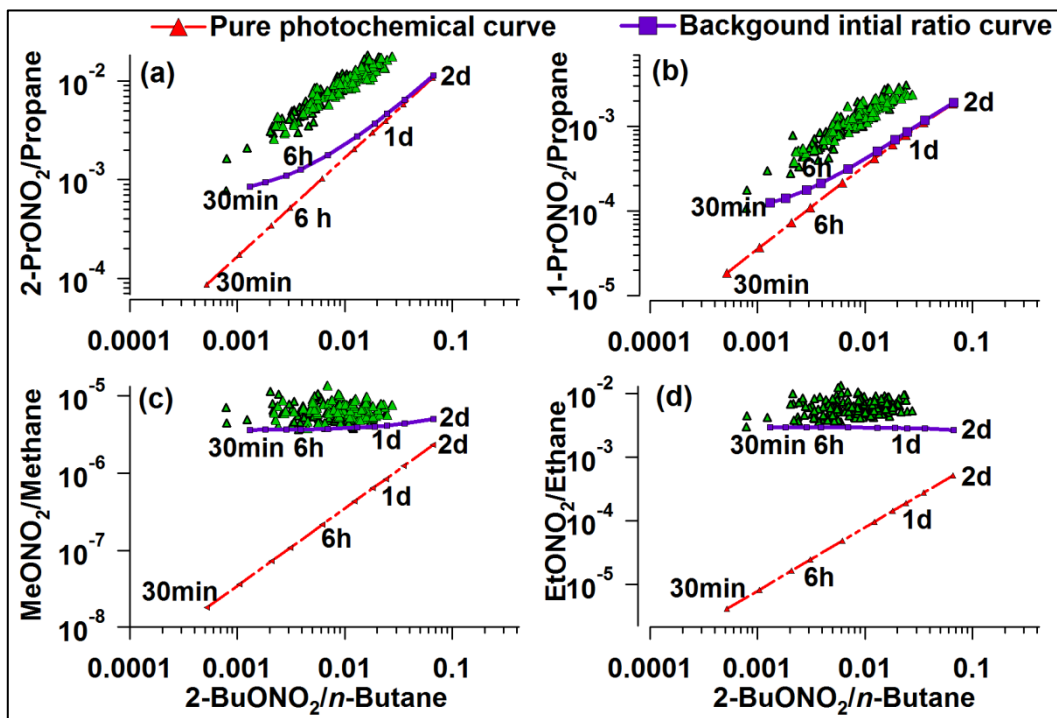 Pure photochemical curve
Backgound intial ratio curve
(a)
2-PrONO2/Propane
10^-2
10^-3
10^-4
2d
1d
6h
6 h
30min
30min
0.0001 0.001 0.01 0.1
(b)
1-PrONO2/Propane
10^-3
10^-4
10^-5
2d
1d
6h
6h
30min
30min
0.0001 0.001 0.01 0.1
(c)
MeONO2/Methane
10^-5
10^-6
10^-7
10^-8
30min 6h 1d 2d
2d
1d
6h
30min
0.0001 0.001 0.01 0.1
2-BuONO2/n-Butane
(d)
EtONO2/Ethane
10^-2
10^-3
10^-4
10^-5
30min 6h 1d 2d
2d
1d
6h
30min
0.0001 0.001 0.01 0.1
2-BuONO2/n-Butane